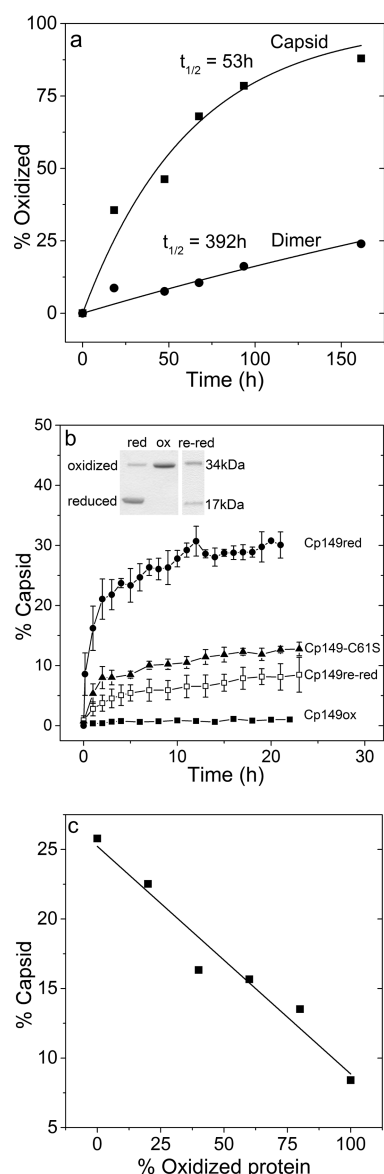 a
Capsid
t1/2 = 53h
t1/2 = 392h
Dimer
% Oxidized
100
75
50
25
0
0 50 100 150
Time (h)
b
red ox re-red
oxidized 34kDa
reduced 17kDa
Cp149red
Cp149-C61S
Cp149re-red
Cp149ox
% Capsid
50
40
30
20
10
0
0 10 20 30
Time (h)
c
% Capsid
25
20
15
10
5
0 25 50 75 100
% Oxidized protein